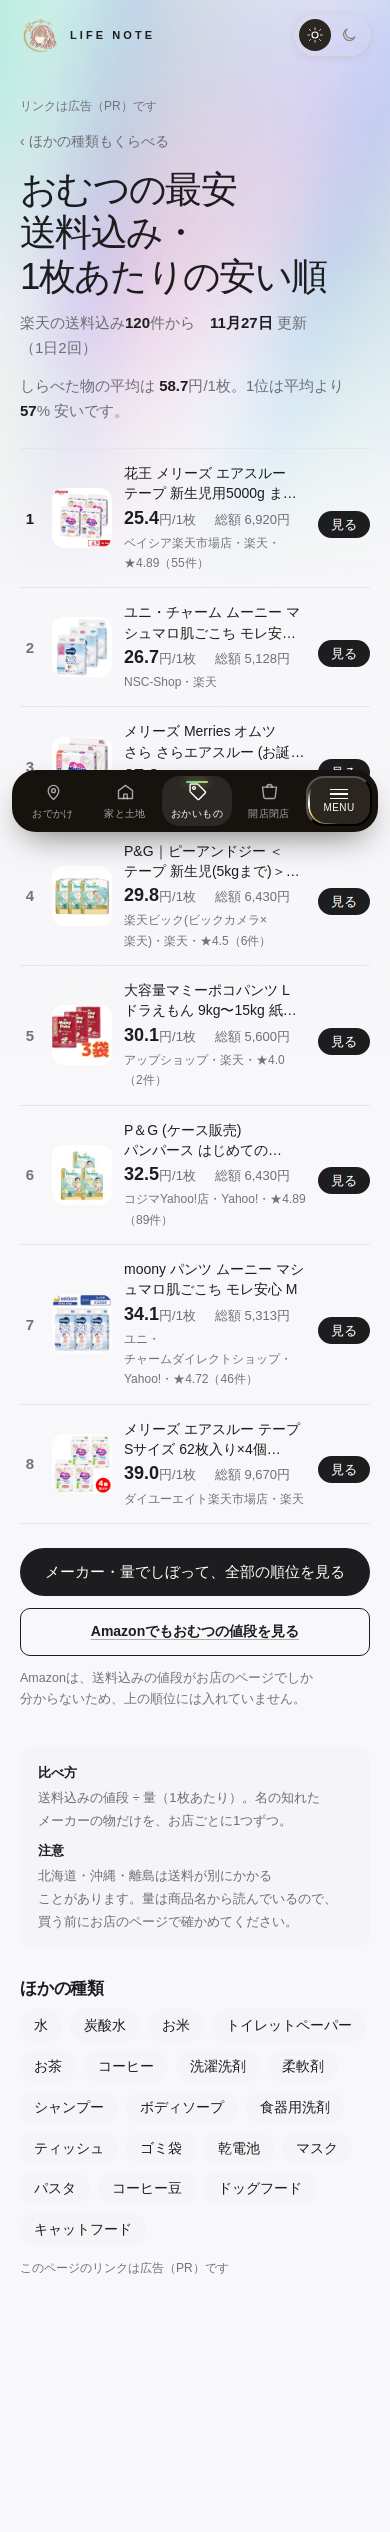 LIFE NOTE
リンクは広告（PR）です
‹ ほかの種類もくらべる
おむつの最安
送料込み・
1枚あたりの安い順
楽天の送料込み120件から　11月27日 更新
（1日2回）
しらべた物の平均は 58.7円/1枚。1位は平均より
57% 安いです。
花王 メリーズ エアスルー
1
テープ 新生児用5000g ま…
25.4円/1枚 総額 6,920円
見る
ベイシア楽天市場店・楽天・
★4.89（55件）
ユニ・チャーム ムーニー マ
2
シュマロ肌ごこち モレ安…
26.7円/1枚 総額 5,128円
見る
NSC-Shop・楽天
メリーズ Merries オムツ
3
さら さらエアスルー (お誕…
おでかけ
家と土地
おかいもの
開店閉店
MENU
P&G｜ピーアンドジー ＜
4
テープ 新生児(5kgまで)＞…
29.8円/1枚 総額 6,430円
見る
楽天ビック(ビックカメラ×
楽天)・楽天・★4.5（6件）
大容量マミーポコパンツ L
5
ドラえもん 9kg〜15kg 紙…
3袋
30.1円/1枚 総額 5,600円
見る
アップショップ・楽天・★4.0
（2件）
P＆G (ケース販売)
6
パンパース はじめての…
32.5円/1枚 総額 6,430円
見る
コジマYahoo!店・Yahoo!・★4.89
（89件）
moony パンツ ムーニー マシ
7
ュマロ肌ごこち モレ安心 M
34.1円/1枚 総額 5,313円
見る
ユニ・
チャームダイレクトショップ・
Yahoo!・★4.72（46件）
メリーズ エアスルー テープ
8
Sサイズ 62枚入り×4個…
39.0円/1枚 総額 9,670円
見る
ダイユーエイト楽天市場店・楽天
メーカー・量でしぼって、全部の順位を見る
Amazonでもおむつの値段を見る
Amazonは、送料込みの値段がお店のページでしか
分からないため、上の順位には入れていません。
比べ方
送料込みの値段 ÷ 量（1枚あたり）。名の知れた
メーカーの物だけを、お店ごとに1つずつ。
注意
北海道・沖縄・離島は送料が別にかかる
ことがあります。量は商品名から読んでいるので、
買う前にお店のページで確かめてください。
ほかの種類
水 炭酸水 お米 トイレットペーパー
お茶 コーヒー 洗濯洗剤 柔軟剤
シャンプー ボディソープ 食器用洗剤
ティッシュ ゴミ袋 乾電池 マスク
パスタ コーヒー豆 ドッグフード
キャットフード
このページのリンクは広告（PR）です